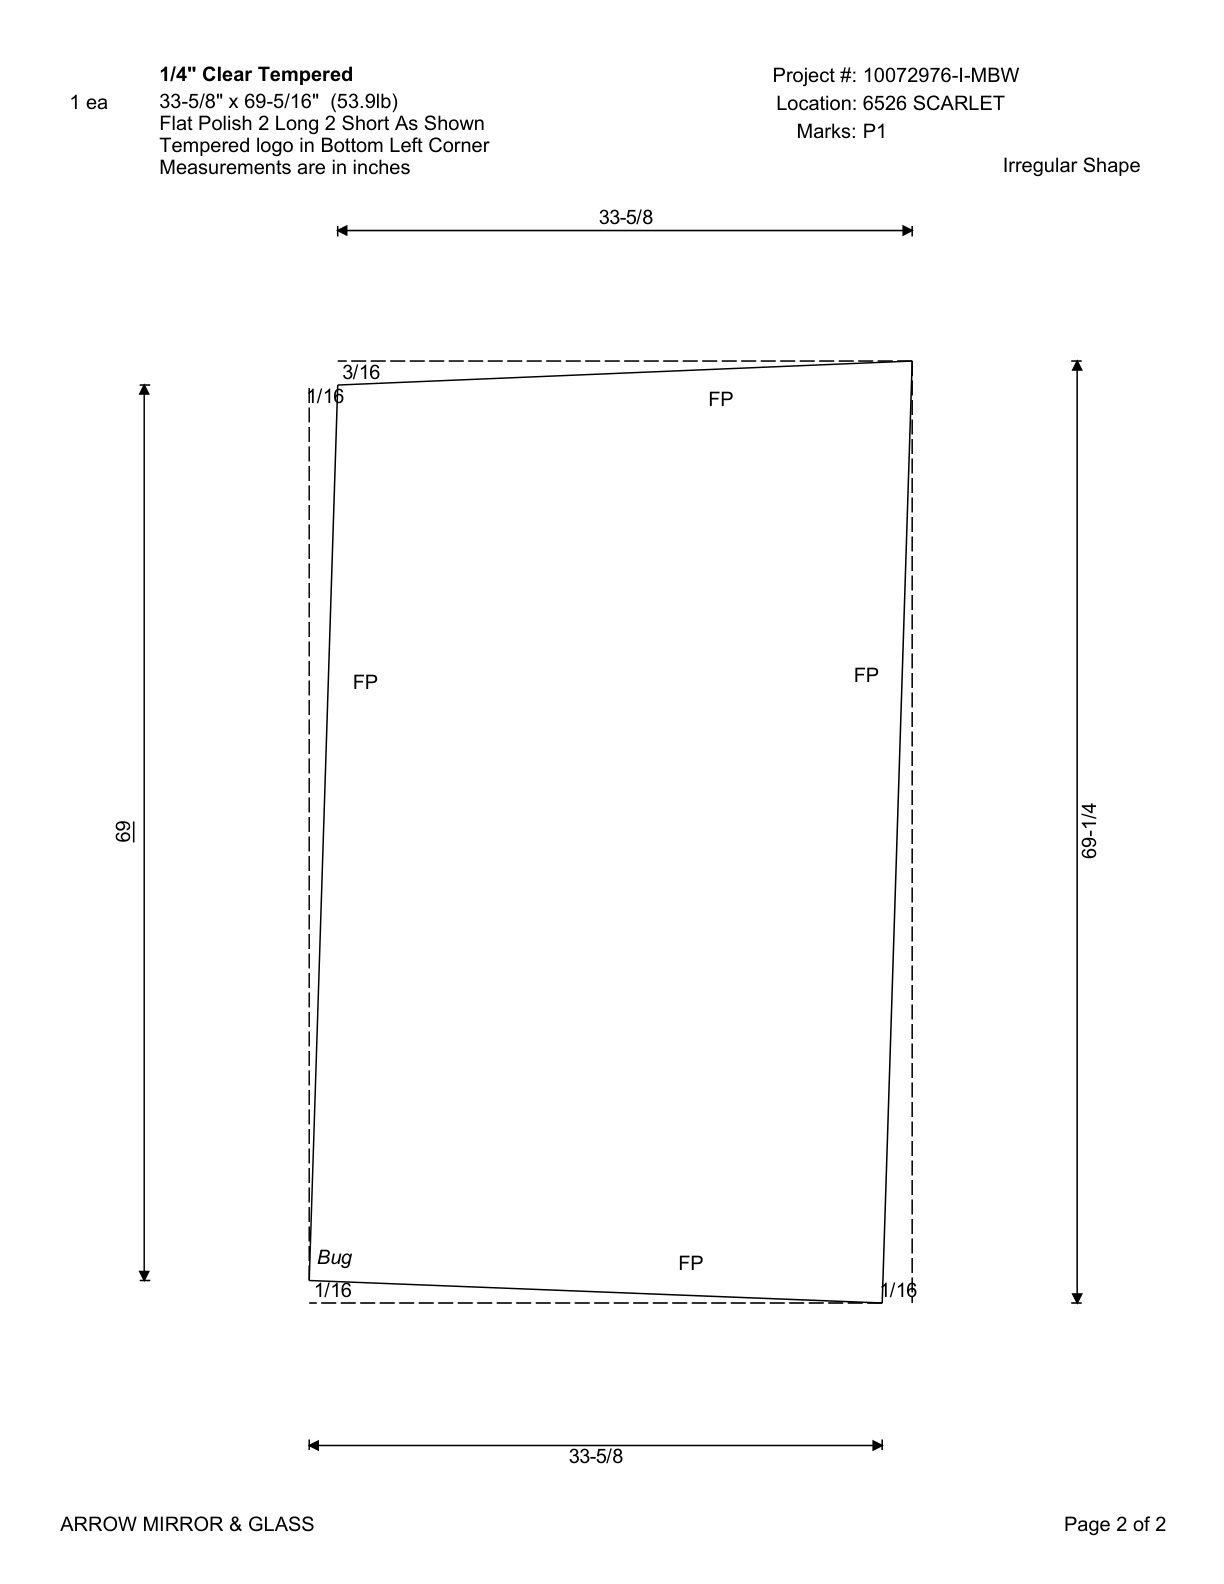 1/4" Clear Tempered
1 ea
33-5/8" x 69-5/16" (53.9lb)
Flat Polish 2 Long 2 Short As Shown
Tempered logo in Bottom Left Corner
Measurements are in inches
Project #: 10072976-I-MBW
Location: 6526 SCARLET
Marks: P1
Irregular Shape
33-5/8
3/16
1/16
FP
FP
FP
69
69-1/4
Bug
FP
1/16
1/16
33-5/8
ARROW MIRROR & GLASS
Page 2 of 2